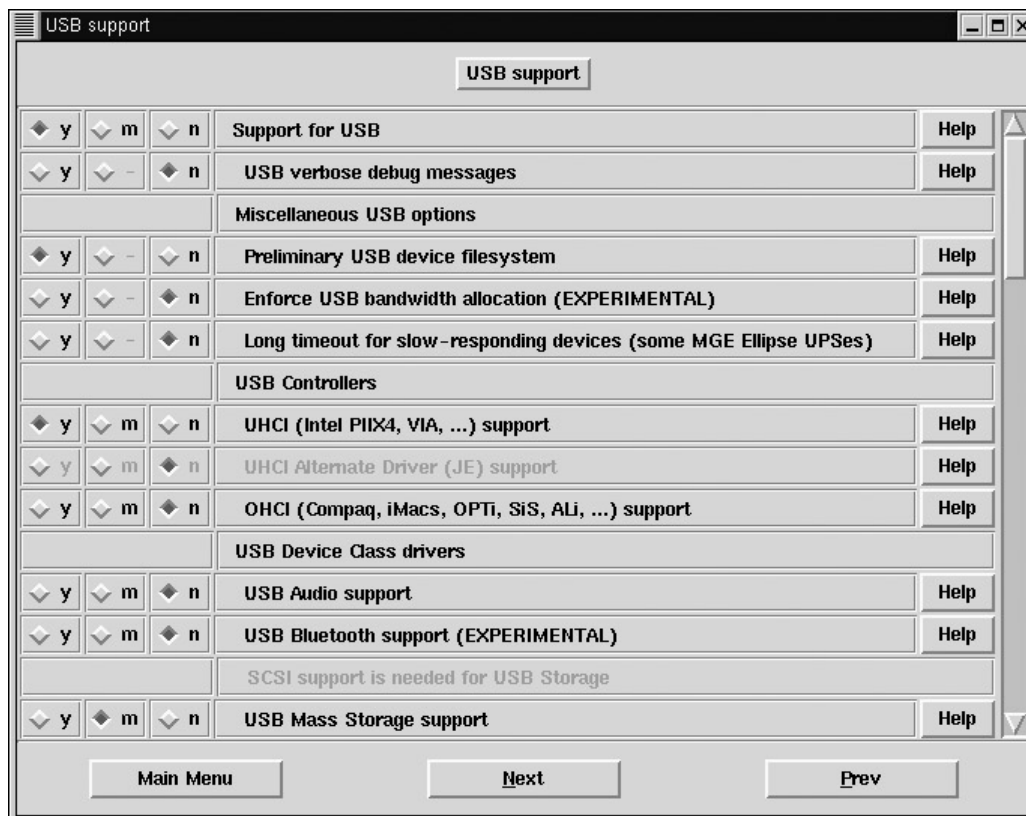 USB support
USB support
y m n Support for USB Help
y - n USB verbose debug messages Help
Miscellaneous USB options
y - n Preliminary USB device filesystem Help
y - n Enforce USB bandwidth allocation (EXPERIMENTAL) Help
y - n Long timeout for slow-responding devices (some MGE Ellipse UPSes) Help
USB Controllers
y m n UHCI (Intel PIIX4, VIA, ...) support Help
y m n UHCI Alternate Driver (JE) support Help
y m n OHCI (Compaq, iMacs, OPTi, SiS, ALi, ...) support Help
USB Device Class drivers
y m n USB Audio support Help
y m n USB Bluetooth support (EXPERIMENTAL) Help
SCSI support is needed for USB Storage
y m n USB Mass Storage support Help
Main Menu Next Prev